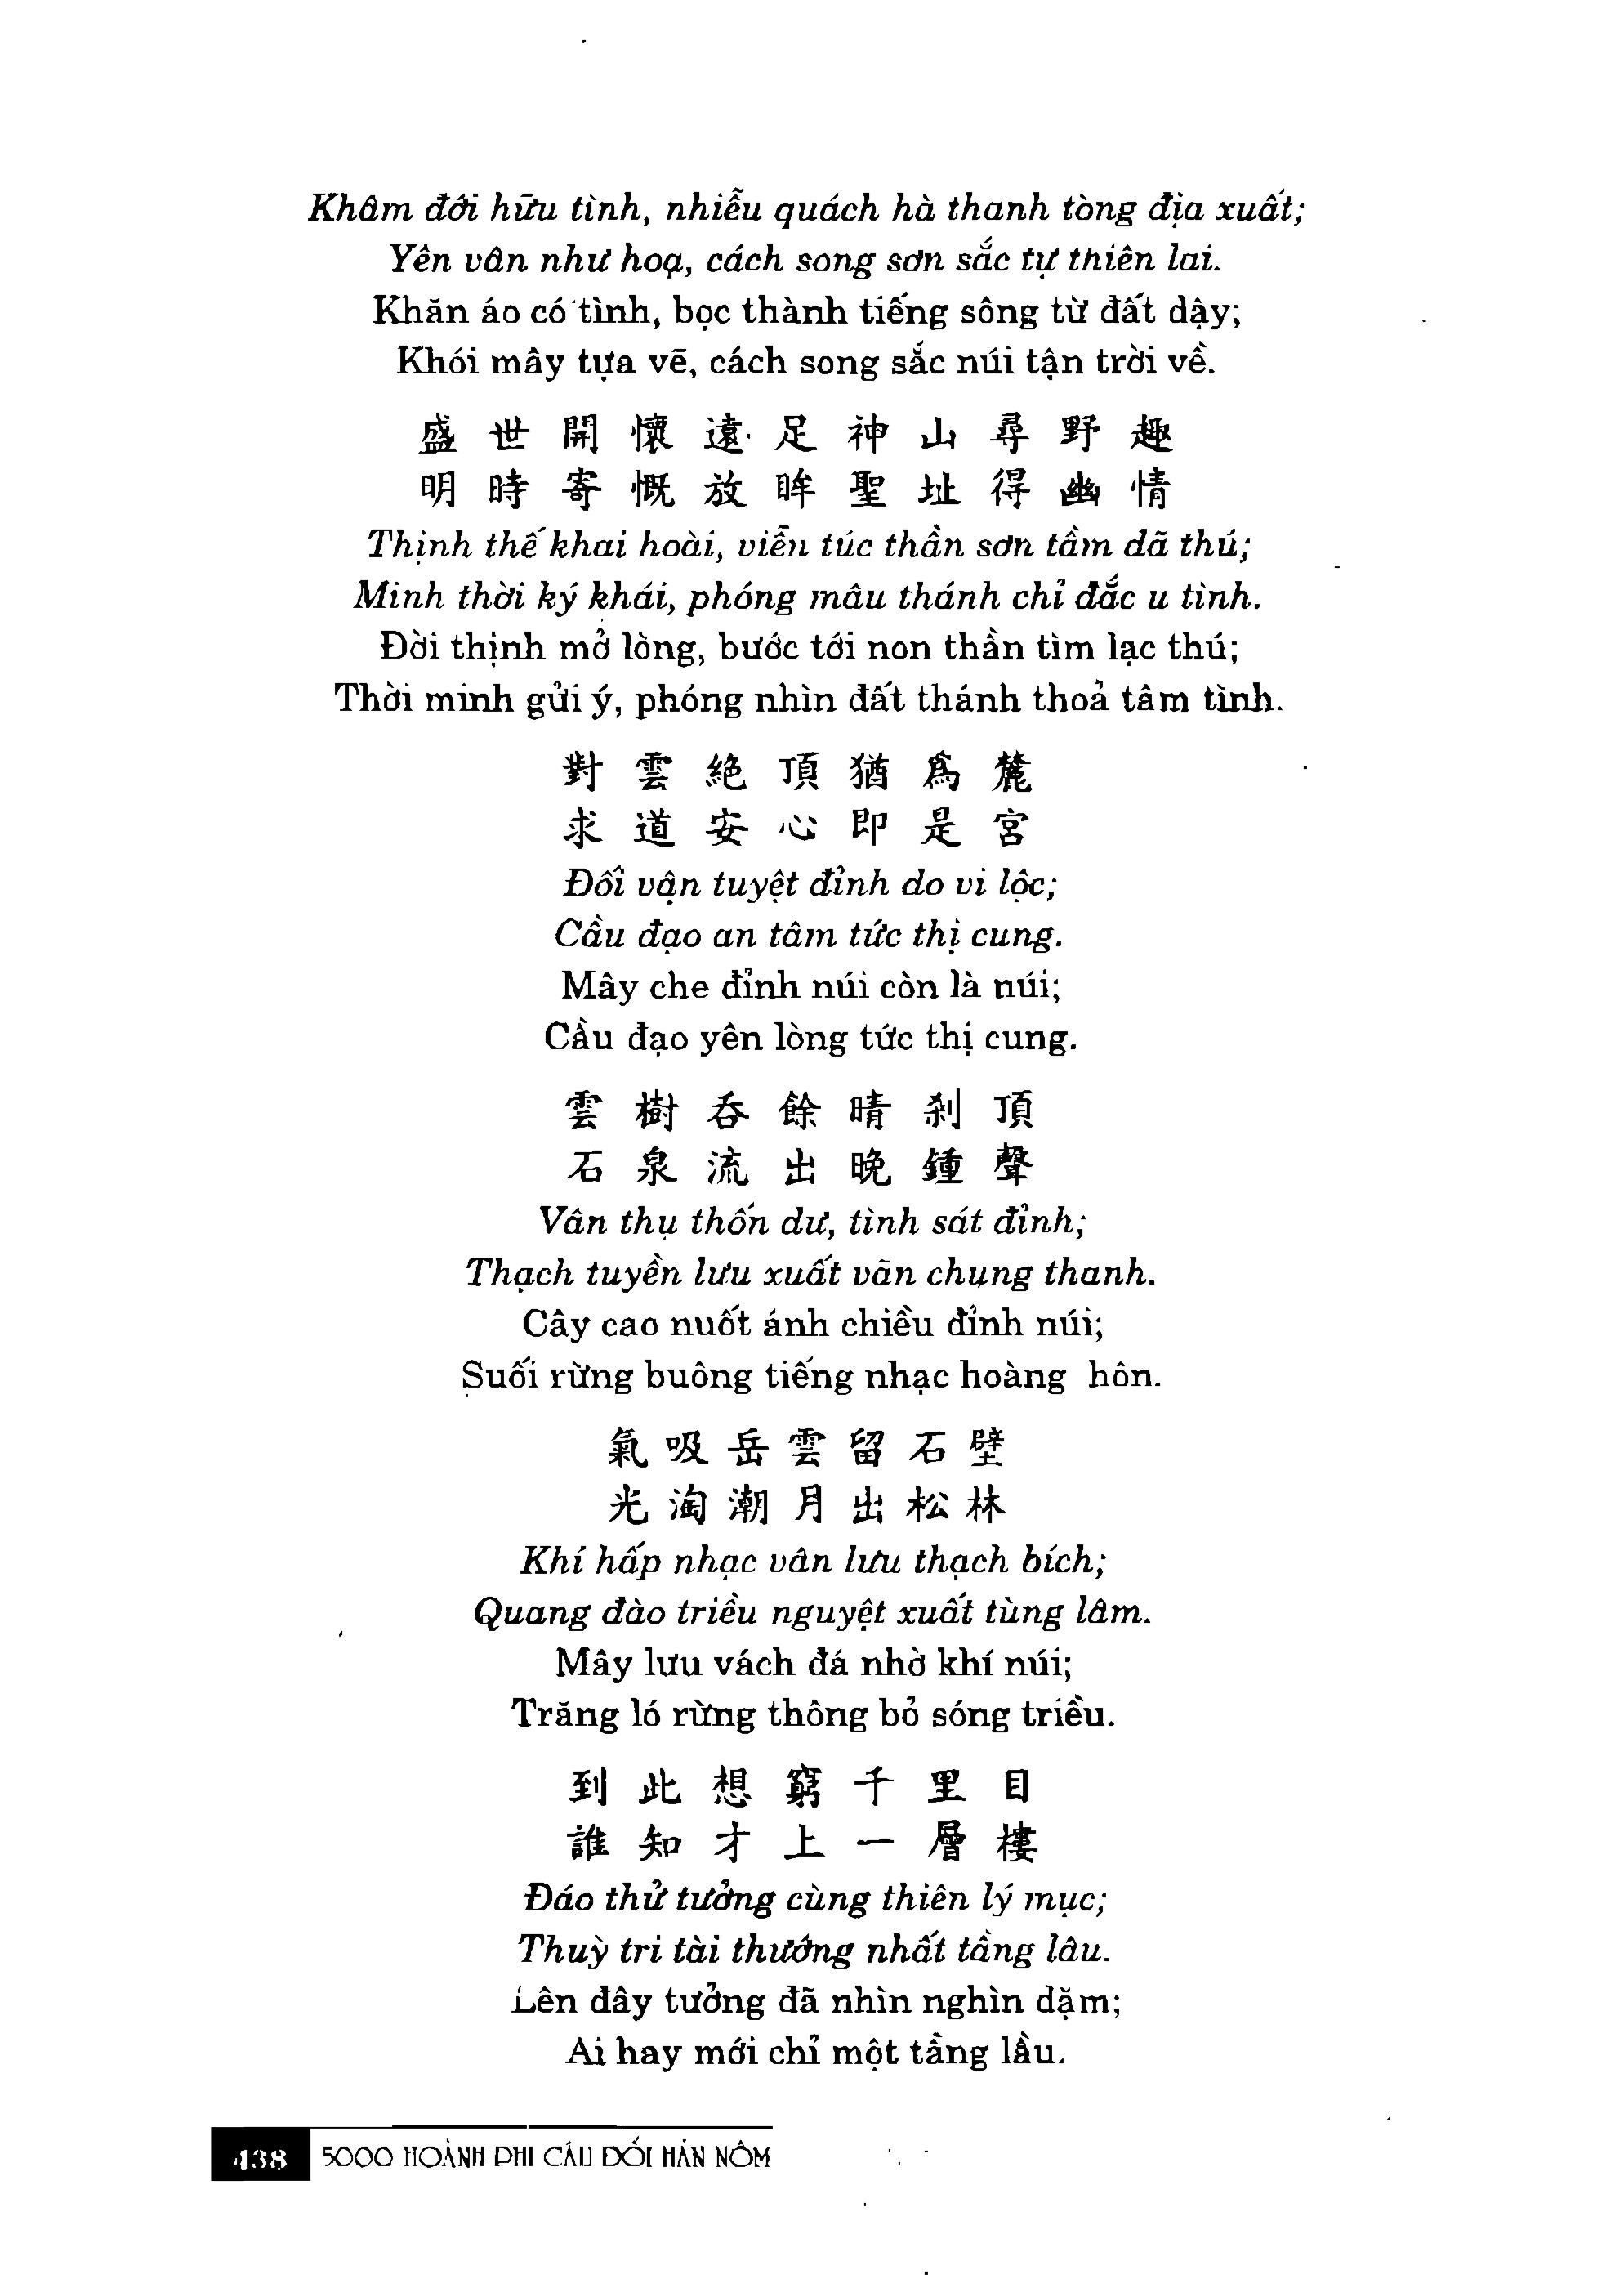 Khâm đới hữu tình, nhiễu quách hà thanh tòng địa xuất;
Yên vân như hoạ, cách song sơn sắc tự thiên lai.
Khăn áo có tình, bọc thành tiếng sông từ đất dậy;
Khói mây tựa vẽ, cách song sắc núi tận trời về.
盛世開懷遠足神山尋野趣
明時寄慨放眸聖址得幽情
Thịnh thế khai hoài, viễn túc thần sơn tầm dã thú;
Minh thời ký khái, phóng mâu thánh chỉ đắc u tình.
Đời thịnh mở lòng, bước tới non thần tìm lạc thú;
Thời minh gửi ý, phóng nhìn đất thánh thoả tâm tình.
對雲絶頂猶爲麓
求道安心即是宮
Đối vận tuyệt đỉnh do vi lộc;
Cầu đạo an tâm tức thị cung.
Mây che đỉnh núi còn là núi;
Cầu đạo yên lòng tức thị cung.
雲樹吞餘晴刹頂
石泉流出晚鍾聲
Vân thụ thốn dư, tình sát đỉnh;
Thạch tuyền lưu xuất vãn chụng thanh.
Cây cao nuốt ánh chiều đỉnh núi;
Suối rừng buông tiếng nhạc hoàng hôn.
氣吸岳雲留石壁
光淘潮月出松林
Khí hấp nhạc vân lưu thạch bích;
Quang đào triều nguyệt xuất tùng lâm.
Mây lưu vách đá nhờ khí núi;
Trăng ló rừng thông bỏ sóng triều.
到此想窮千里目
誰知才上一層樓
Đáo thử tưởng cùng thiên lý mục;
Thuỳ tri tài thướng nhất tầng lâu.
Lên đây tưởng đã nhìn nghìn dặm;
Ai hay mới chỉ một tầng lầu.
438 5000 HOÀNH PHI CÂU ĐỐI HÁN NÔM